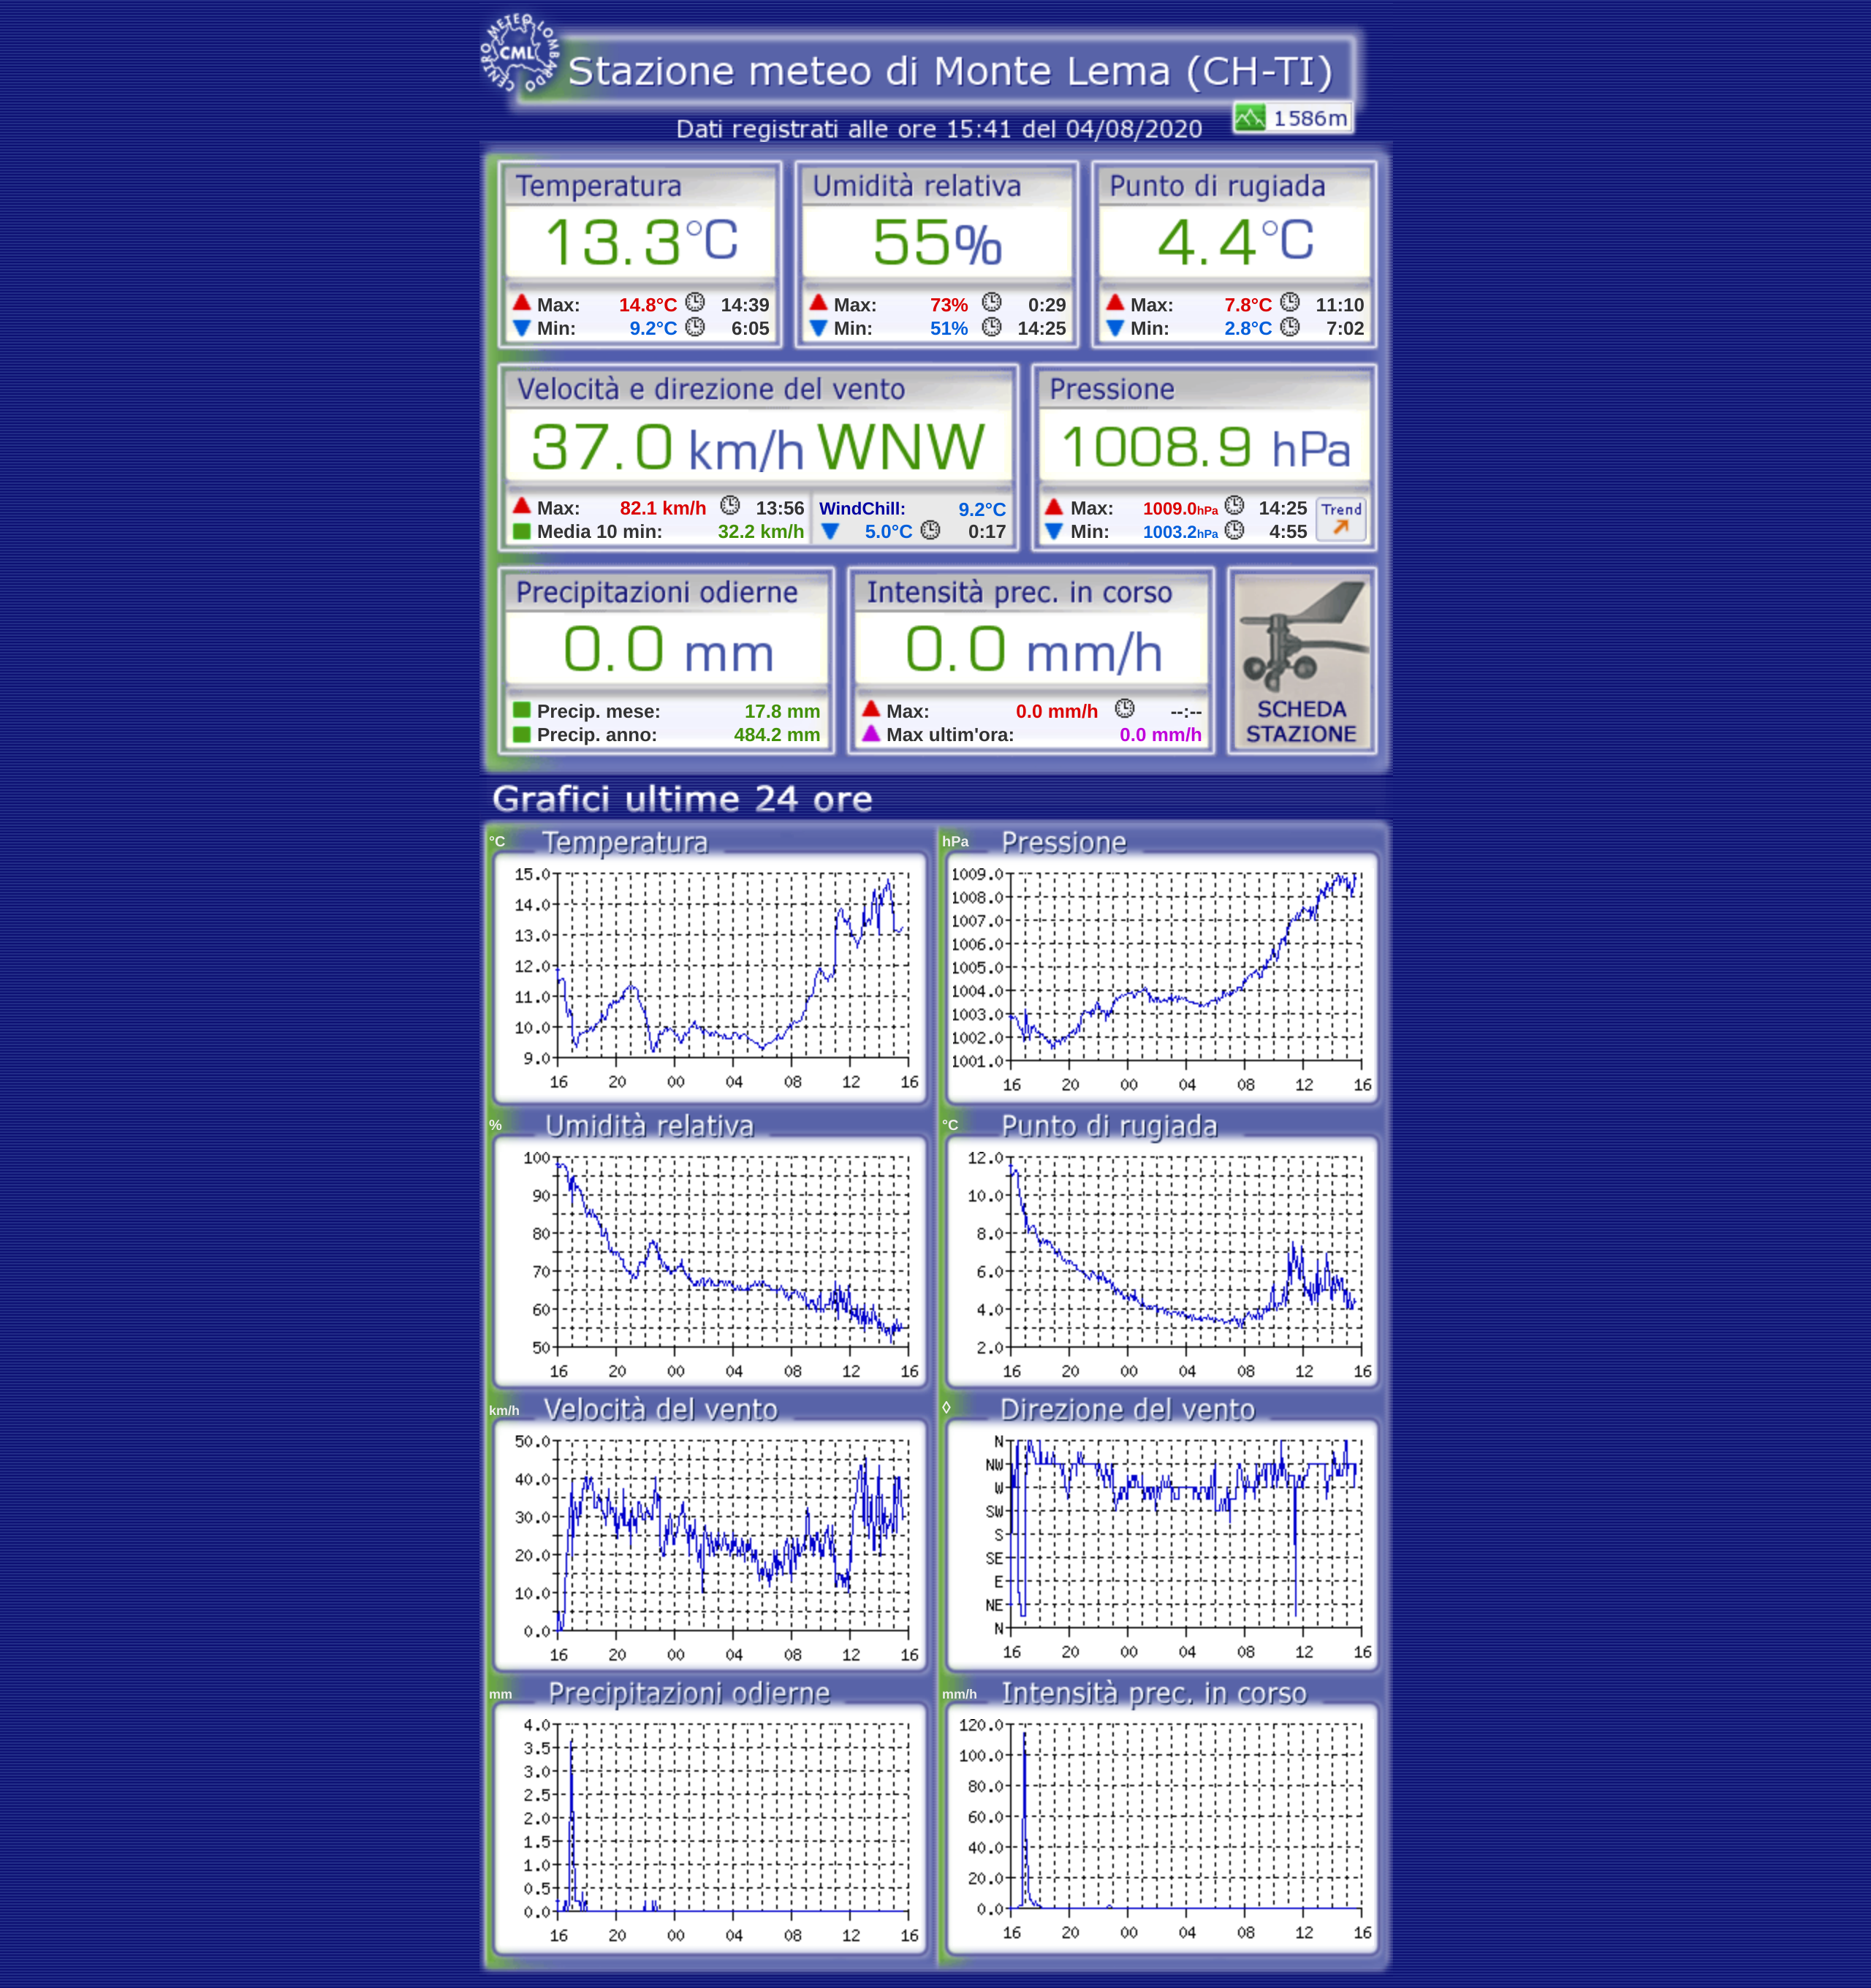 CENTRO METEO LOMBARDO
CML
Stazione meteo di Monte Lema (CH-TI)
1586m
Dati registrati alle ore 15:41 del 04/08/2020
Temperatura
13.3°C
Max: 14.8°C 14:39
Min: 9.2°C 6:05
Umidità relativa
55%
Max: 73% 0:29
Min: 51% 14:25
Punto di rugiada
4.4°C
Max: 7.8°C 11:10
Min: 2.8°C 7:02
Velocità e direzione del vento
37.0 km/h WNW
Max: 82.1 km/h 13:56
Media 10 min: 32.2 km/h
WindChill: 9.2°C
5.0°C 0:17
Pressione
1008.9 hPa
Max: 1009.0hPa 14:25
Min: 1003.2hPa 4:55
Trend
Precipitazioni odierne
0.0 mm
Precip. mese: 17.8 mm
Precip. anno: 484.2 mm
Intensità prec. in corso
0.0 mm/h
Max: 0.0 mm/h --:--
Max ultim'ora: 0.0 mm/h
SCHEDA
STAZIONE
Grafici ultime 24 ore
°C Temperatura
15.0
14.0
13.0
12.0
11.0
10.0
9.0
16 20 00 04 08 12 16
hPa Pressione
1009.0
1008.0
1007.0
1006.0
1005.0
1004.0
1003.0
1002.0
1001.0
16 20 00 04 08 12 16
% Umidità relativa
100
90
80
70
60
50
16 20 00 04 08 12 16
°C Punto di rugiada
12.0
10.0
8.0
6.0
4.0
2.0
16 20 00 04 08 12 16
km/h Velocità del vento
50.0
40.0
30.0
20.0
10.0
0.0
16 20 00 04 08 12 16
◊ Direzione del vento
N
NW
W
SW
S
SE
E
NE
N
16 20 00 04 08 12 16
mm Precipitazioni odierne
4.0
3.5
3.0
2.5
2.0
1.5
1.0
0.5
0.0
16 20 00 04 08 12 16
mm/h Intensità prec. in corso
120.0
100.0
80.0
60.0
40.0
20.0
0.0
16 20 00 04 08 12 16